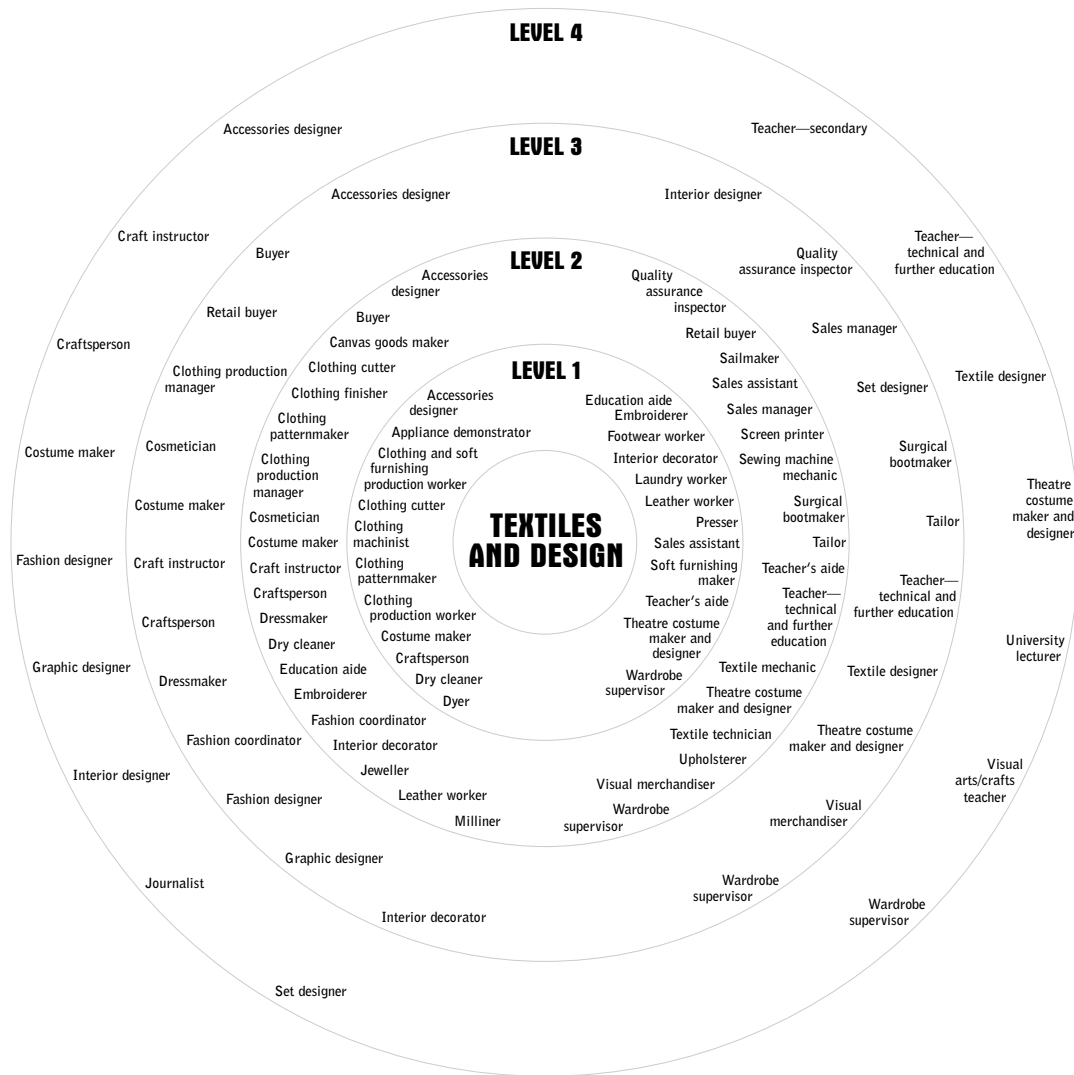 LEVEL 4
Accessories designer
Craft instructor
Craftsperson
Costume maker
Fashion designer
Graphic designer
Interior designer
Journalist
Set designer
Teacher—secondary
Teacher—
technical and
further education
Textile designer
Theatre
costume
maker and
designer
University
lecturer
Visual
arts/crafts
teacher
Wardrobe
supervisor
LEVEL 3
Accessories designer
Buyer
Retail buyer
Clothing production
manager
Cosmetician
Costume maker
Craft instructor
Craftsperson
Dressmaker
Fashion coordinator
Fashion designer
Graphic designer
Interior decorator
Interior designer
Quality
assurance inspector
Sales manager
Set designer
Surgical
bootmaker
Tailor
Teacher—
technical and
further education
Textile designer
Theatre costume
maker and designer
Visual
merchandiser
Wardrobe
supervisor
LEVEL 2
Accessories
designer
Buyer
Canvas goods maker
Clothing cutter
Clothing finisher
Clothing
patternmaker
Clothing
production
manager
Cosmetician
Costume maker
Craft instructor
Craftsperson
Dressmaker
Dry cleaner
Education aide
Embroiderer
Fashion coordinator
Interior decorator
Jeweller
Leather worker
Milliner
Quality
assurance
inspector
Retail buyer
Sailmaker
Sales assistant
Sales manager
Screen printer
Sewing machine
mechanic
Surgical
bootmaker
Tailor
Teacher’s aide
Teacher—
technical
and further
education
Textile mechanic
Theatre costume
maker and designer
Textile technician
Upholsterer
Visual merchandiser
Wardrobe
supervisor
LEVEL 1
Accessories
designer
Appliance demonstrator
Clothing and soft
furnishing
production worker
Clothing cutter
Clothing
machinist
Clothing
patternmaker
Clothing
production worker
Costume maker
Craftsperson
Dry cleaner
Dyer
Education aide
Embroiderer
Footwear worker
Interior decorator
Laundry worker
Leather worker
Presser
Sales assistant
Soft furnishing
maker
Teacher’s aide
Theatre costume
maker and
designer
Wardrobe
supervisor
TEXTILES
AND DESIGN